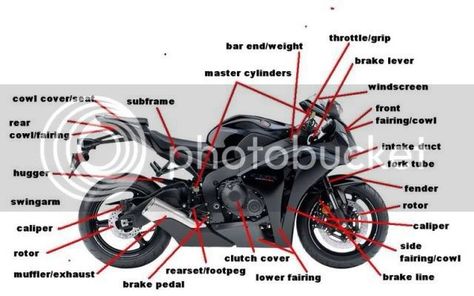 throttle/grip
bar end/weight
brake lever
master cylinders
windscreen
cowl cover/seat
subframe
front
fairing/cowl
rear
cowl/fairing
intake duct
photobucket
fork tube
hugger
fender
swingarm
rotor
caliper
caliper
rotor
side
fairing/cowl
clutch cover
muffler/exhaust
rearset/footpeg
lower fairing
brake line
brake pedal